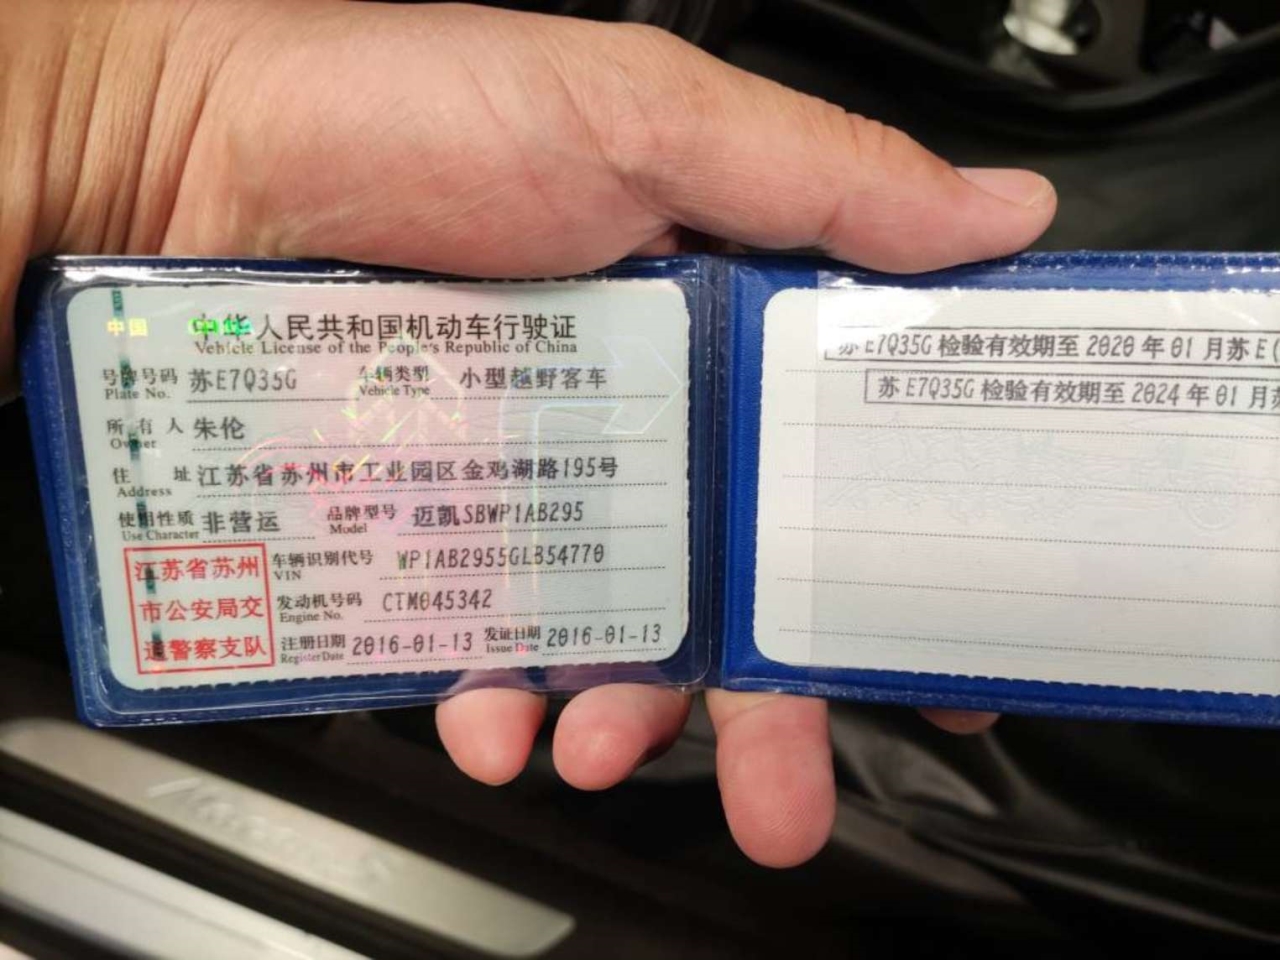 中国
中华人民共和国机动车行驶证
Vehicle License of the People's Republic of China
号牌号码 苏E7Q35G 车辆类型 小型越野客车
Plate No. Vehicle Type
所有人 朱伦
Owner
住址 江苏省苏州市工业园区金鸡湖路195号
Address
使用性质 非营运 品牌型号 迈凯SBWP1AB295
Use Character Model
江苏省苏州
市公安局交
通警察支队
车辆识别代号 WP1AB2955GLB54770
VIN
发动机号码 CTM045342
Engine No.
注册日期 2016-01-13 发证日期 2016-01-13
Register Date Issue Date
苏E7Q35G 检验有效期至 2020 年 01 月苏E(
苏E7Q35G 检验有效期至 2024 年 01 月